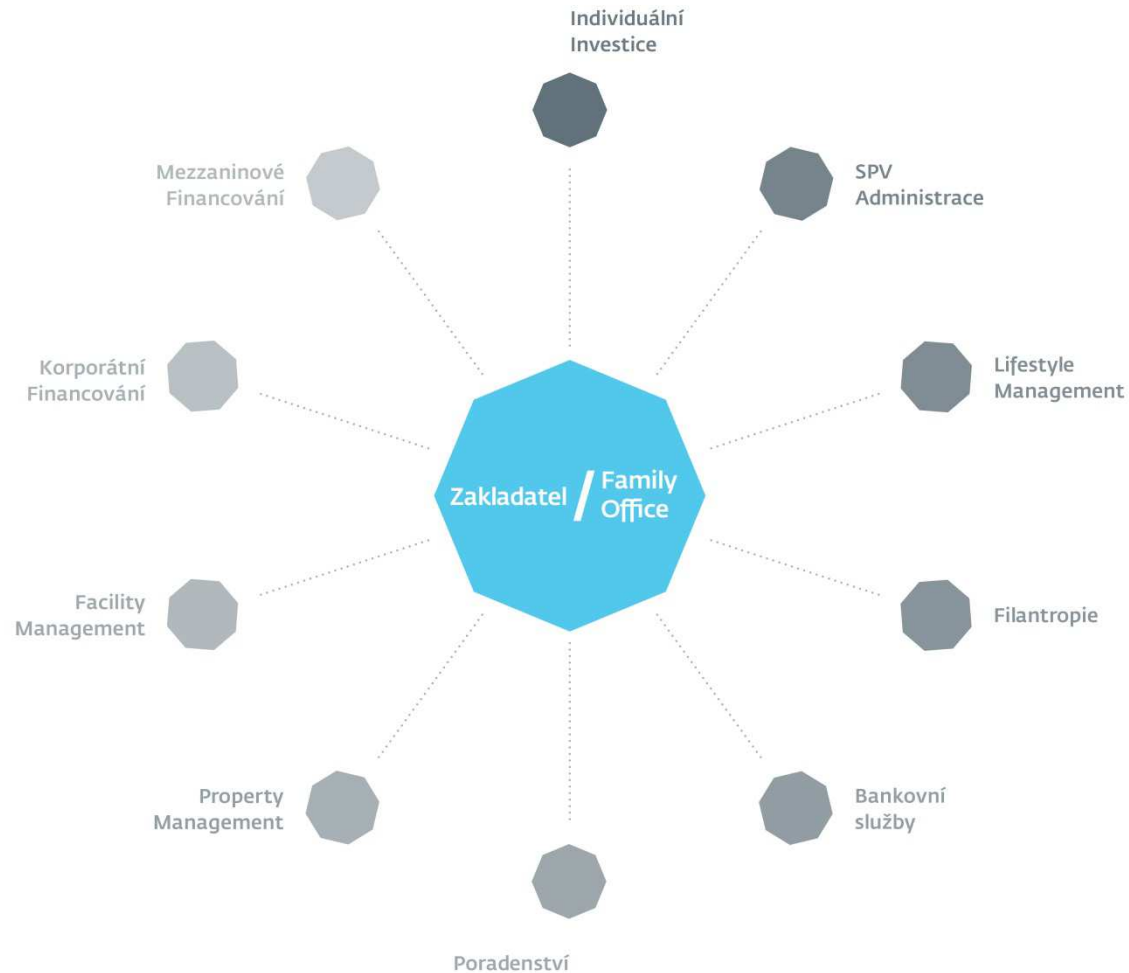 Individuální
Investice
Mezzaninové
Financování
SPV
Administrace
Korporátní
Financování
Lifestyle
Management
Zakladatel / Family
Office
Facility
Management
Filantropie
Property
Management
Bankovní
služby
Poradenství